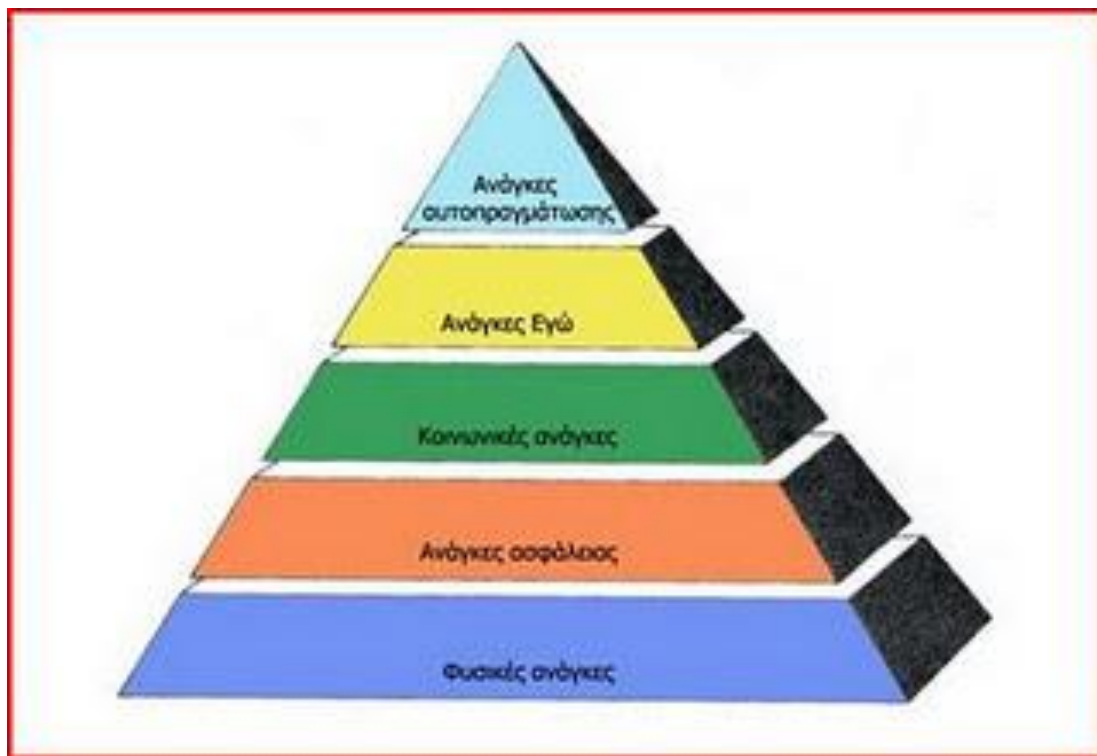 Ανάγκες
αυτοπραγμάτωσης
Ανάγκες Εγώ
Κοινωνικές ανάγκες
Ανάγκες ασφάλειας
Φυσικές ανάγκες